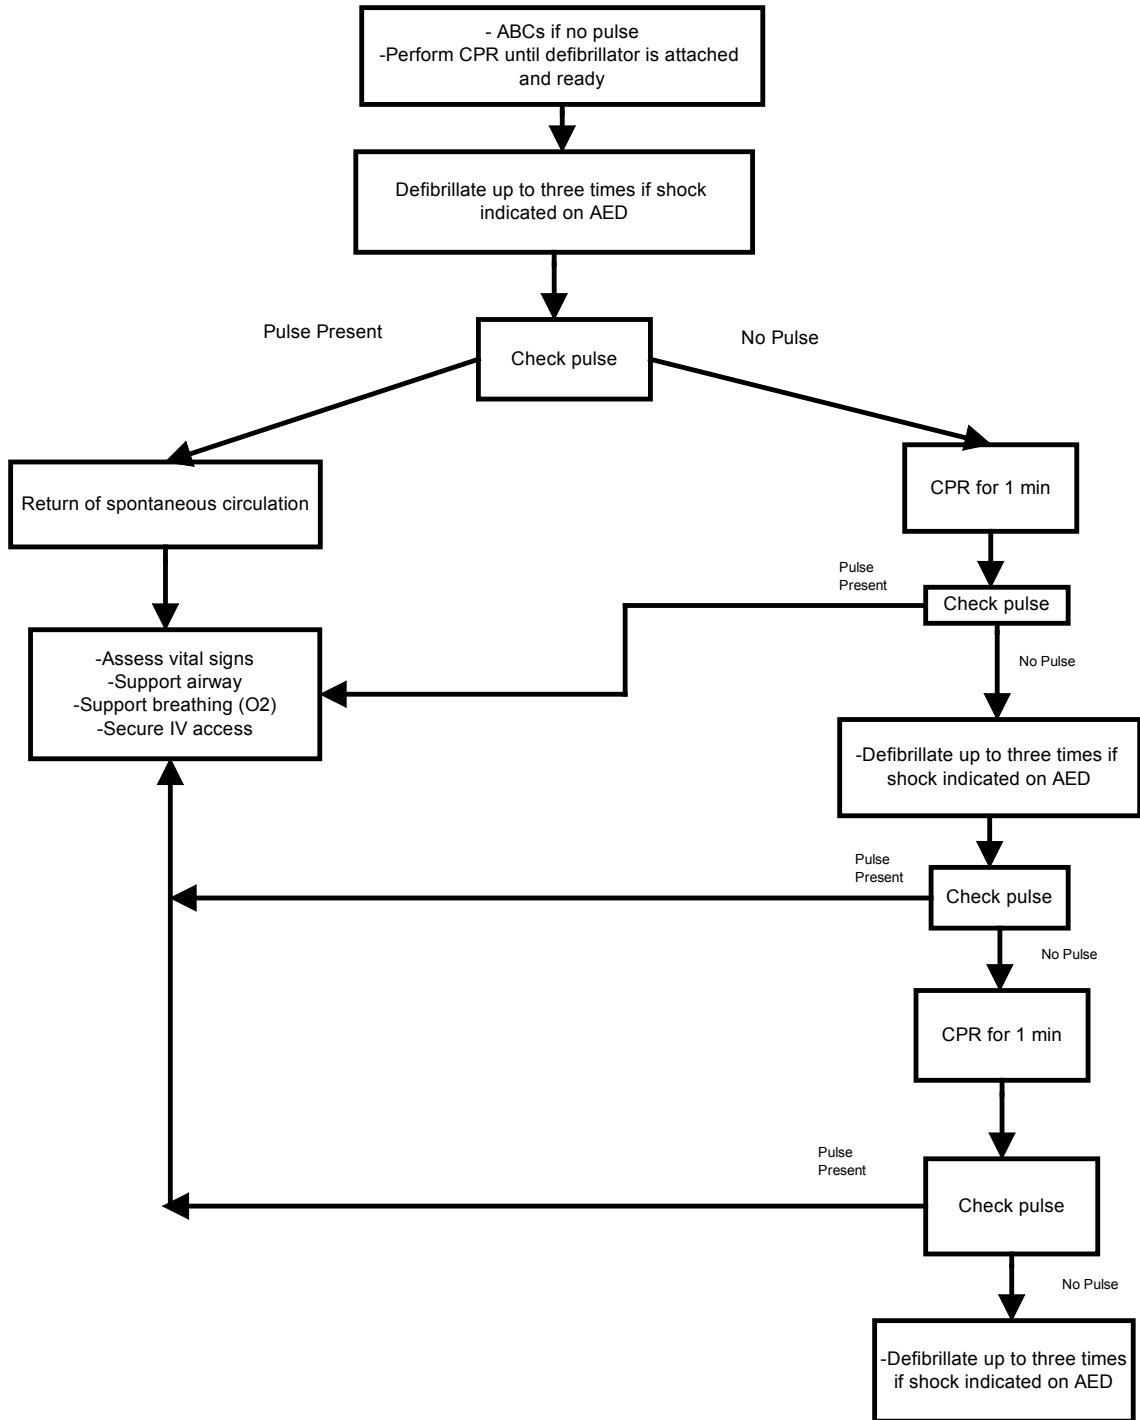 - ABCs if no pulse
-Perform CPR until defibrillator is attached
and ready
Defibrillate up to three times if shock
indicated on AED
Pulse Present
No Pulse
Check pulse
Return of spontaneous circulation
CPR for 1 min
Pulse
Present
Check pulse
-Assess vital signs
-Support airway
-Support breathing (O2)
-Secure IV access
No Pulse
-Defibrillate up to three times if
shock indicated on AED
Pulse
Present
Check pulse
No Pulse
CPR for 1 min
Pulse
Present
Check pulse
No Pulse
-Defibrillate up to three times
if shock indicated on AED